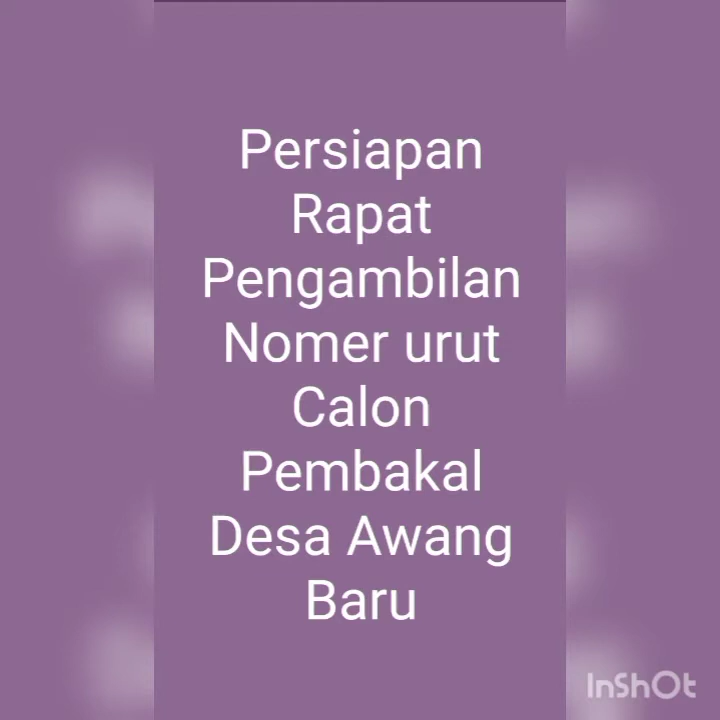 Persiapan
Rapat
Pengambilan
Nomer urut
Calon
Pembakal
Desa Awang
Baru
InShOt